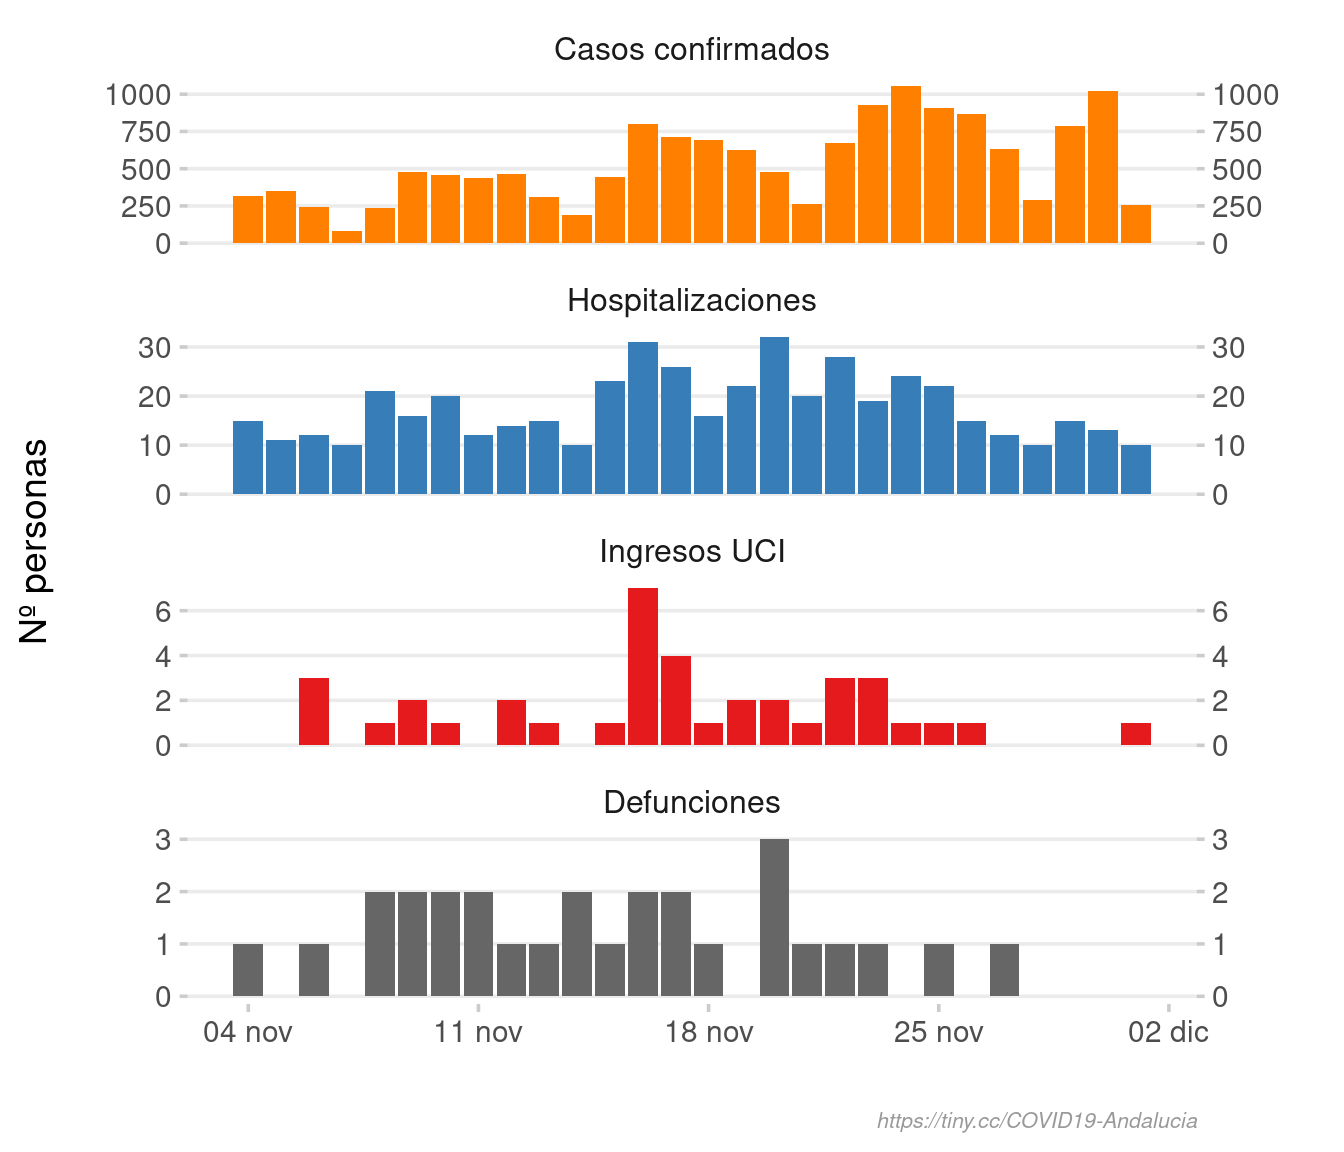 Casos confirmados
1000 1000
750 750
500 500
250 250
0 0
Hospitalizaciones
30 30
20 20
10 10
0 0
Nº personas
Ingresos UCI
6 6
4 4
2 2
0 0
Defunciones
3 3
2 2
1 1
0 0
04 nov 11 nov 18 nov 25 nov 02 dic
https://tiny.cc/COVID19-Andalucia